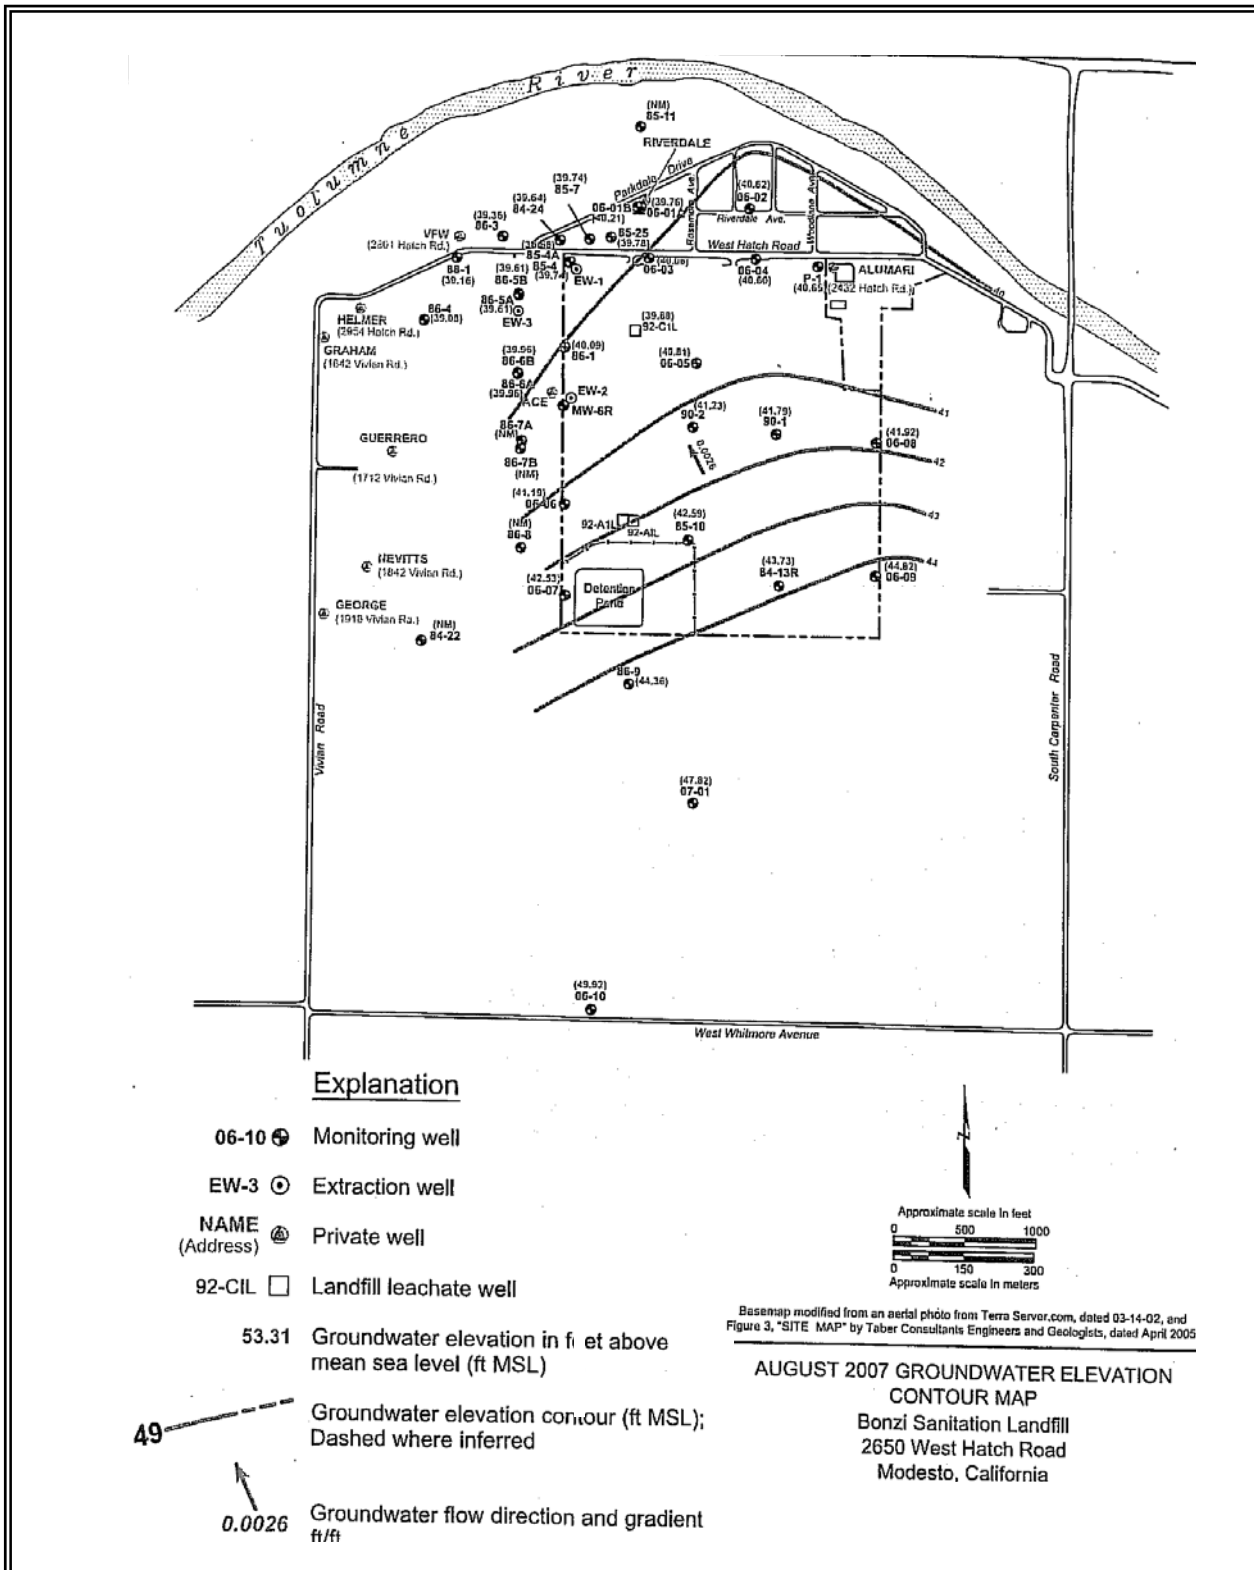 Tuolumne River
(NM)
85-11
RIVERDALE
Parkdale Drive
(39.74)
85-7
(39.64)
84-24
(39.36)
86-3
VFW
(2801 Hatch Rd.)
06-01B
(40.21)
(39.76)
06-01A
(40.62)
06-02
Rosemore Ave.
Riverdale Ave.
Woodlane Ave.
85-25
(39.78)
West Hatch Road
85-4A
85-4
(39.74)
EW-1
06-03
(40.06)
06-04
(40.60)
P-1
(40.65)
ALUMARI
(2432 Hatch Rd.)
40
88-1
(39.16)
(39.61)
86-5B
86-5A
(39.61)
EW-3
86-4
(39.08)
HELMER
(2954 Hatch Rd.)
GRAHAM
(1642 Vivian Rd.)
(39.68)
92-C1L
(40.09)
86-1
(40.81)
06-05
(39.96)
86-6B
86-6A
(39.96)
ACE
EW-2
MW-6R
41
(41.23)
90-2
(41.79)
90-1
(41.92)
06-08
86-7A
(NM)
86-7B
(NM)
GUERRERO
(1712 Vivian Rd.)
0.0026
42
(41.19)
06-06
92-A1L
92-AIL
(42.59)
85-10
43
(NM)
86-8
NEVITTS
(1842 Vivian Rd.)
(42.53)
06-07
Detention
Pond
(43.73)
84-13R
(44.82)
06-09
44
GEORGE
(1918 Vivian Rd.)
(NM)
84-22
86-9
(44.36)
Vivian Road
South Carpenter Road
(47.82)
07-01
(49.92)
06-10
West Whitmore Avenue
Explanation
06-10 Monitoring well
EW-3 Extraction well
NAME
(Address) Private well
92-CIL Landfill leachate well
53.31 Groundwater elevation in feet above
mean sea level (ft MSL)
49 Groundwater elevation contour (ft MSL);
Dashed where inferred
0.0026 Groundwater flow direction and gradient
ft/ft
N
Approximate scale in feet
0 500 1000
0 150 300
Approximate scale in meters
Basemap modified from an aerial photo from Terra Server.com, dated 03-14-02, and
Figure 3, "SITE MAP" by Taber Consultants Engineers and Geologists, dated April 2005
AUGUST 2007 GROUNDWATER ELEVATION
CONTOUR MAP
Bonzi Sanitation Landfill
2650 West Hatch Road
Modesto, California